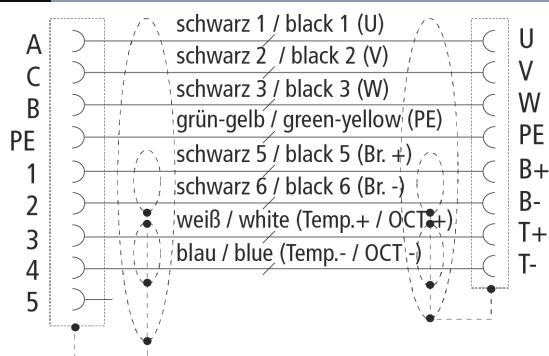 A schwarz 1 / black 1 (U) U
C schwarz 2 / black 2 (V) V
B schwarz 3 / black 3 (W) W
PE grün-gelb / green-yellow (PE) PE
1 schwarz 5 / black 5 (Br. +) B+
2 schwarz 6 / black 6 (Br. -) B-
3 weiß / white (Temp.+ / OCT +) T+
4 blau / blue (Temp.- / OCT -) T-
5